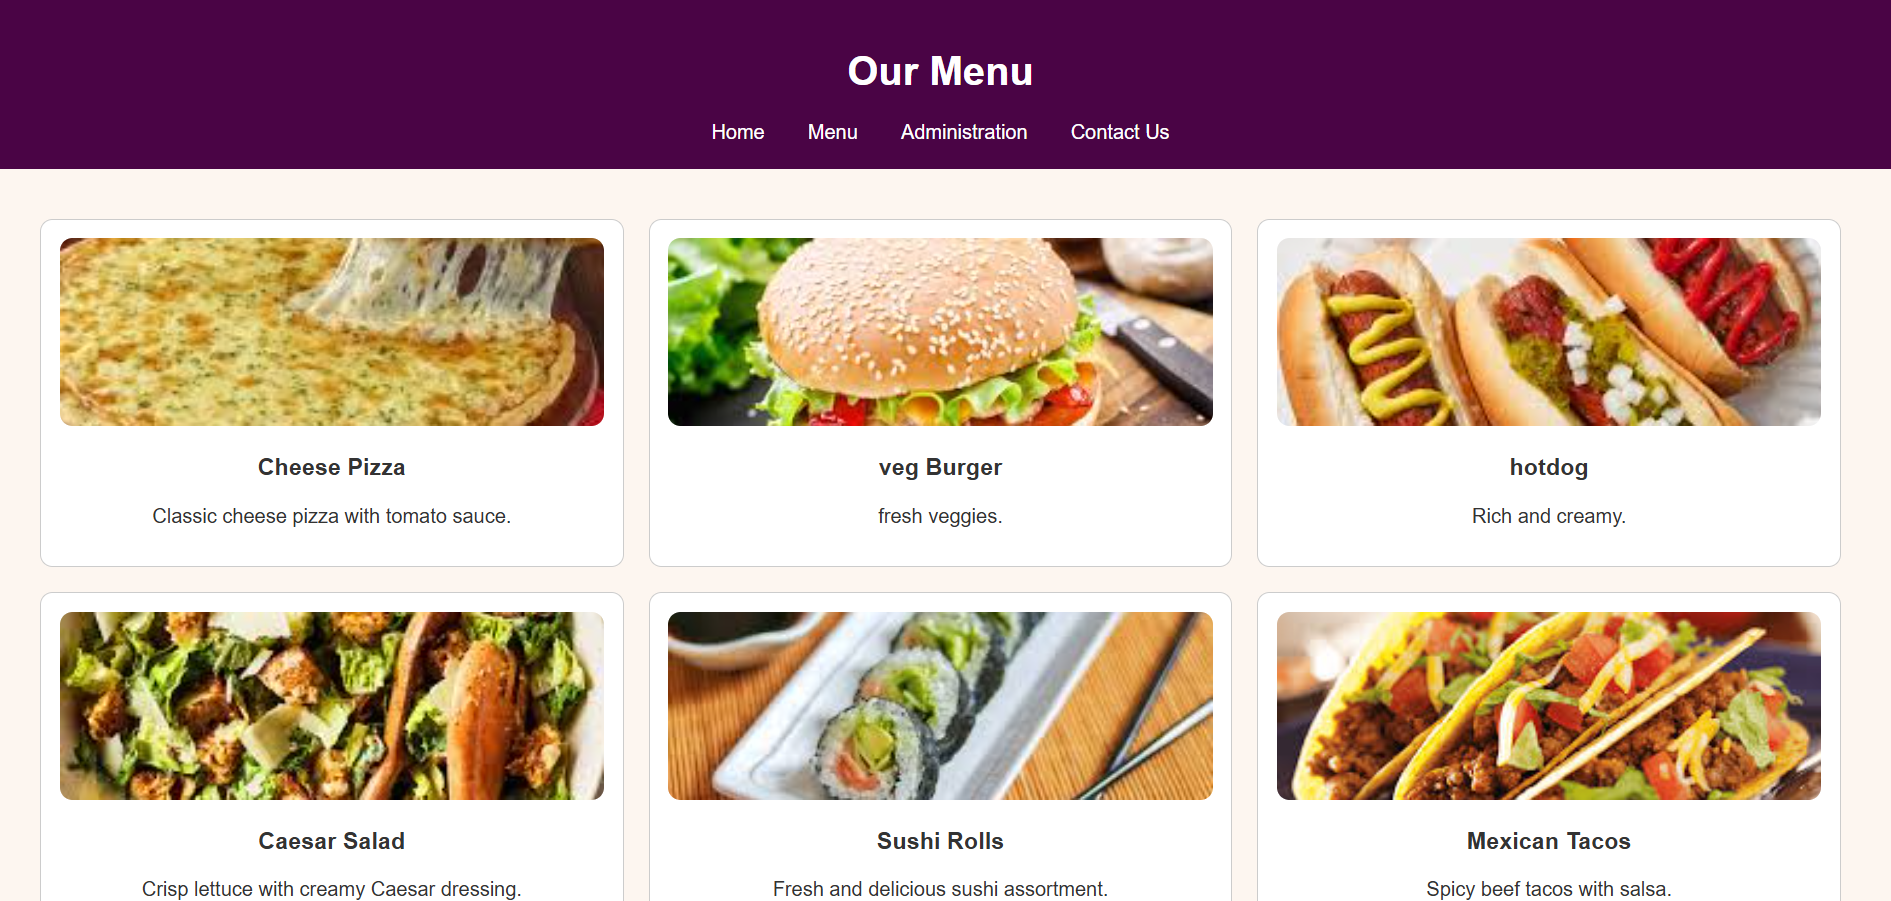 Our Menu
Home Menu Administration Contact Us
Cheese Pizza
Classic cheese pizza with tomato sauce.
veg Burger
fresh veggies.
hotdog
Rich and creamy.
Caesar Salad
Crisp lettuce with creamy Caesar dressing.
Sushi Rolls
Fresh and delicious sushi assortment.
Mexican Tacos
Spicy beef tacos with salsa.